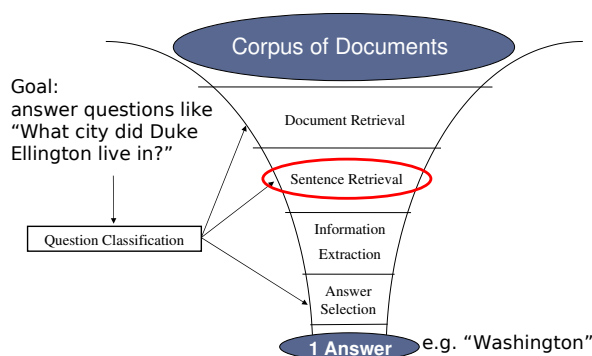 Corpus of Documents
Goal:
answer questions like
“What city did Duke
Ellington live in?”
Document Retrieval
Sentence Retrieval
Question Classification
Information
Extraction
Answer
Selection
1 Answer
e.g. “Washington”